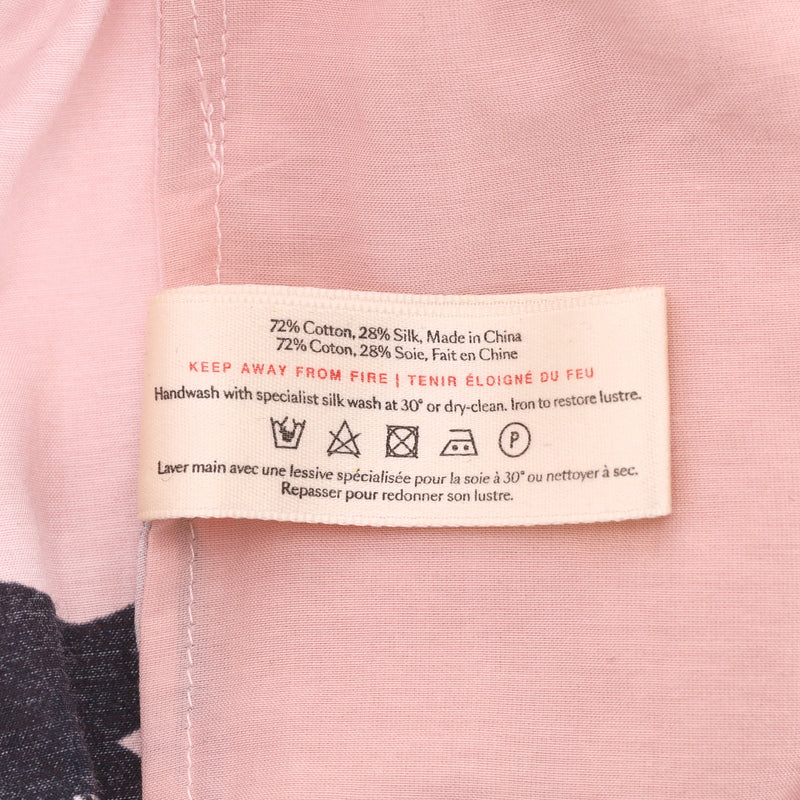 72% Cotton, 28% Silk, Made in China
72% Coton, 28% Soie, Fait en Chine
KEEP AWAY FROM FIRE | TENIR ÉLOIGNÉ DU FEU
Handwash with specialist silk wash at 30° or dry-clean. Iron to restore lustre.
P
Laver main avec une lessive spécialisée pour la soie à 30° ou nettoyer à sec.
Repasser pour redonner son lustre.